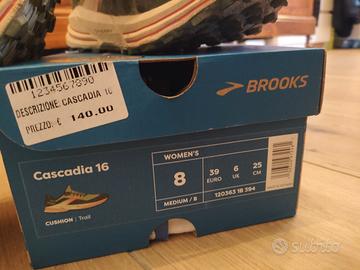 1234567890
DESCRIZIONE: CASCADIA 16
PREZZO: € 140.00
BROOKS
Cascadia 16
CUSHION | Trail
WOMEN'S
8
MEDIUM / B
39 EURO
6 UK
25 CM
120363 1B 394
subito